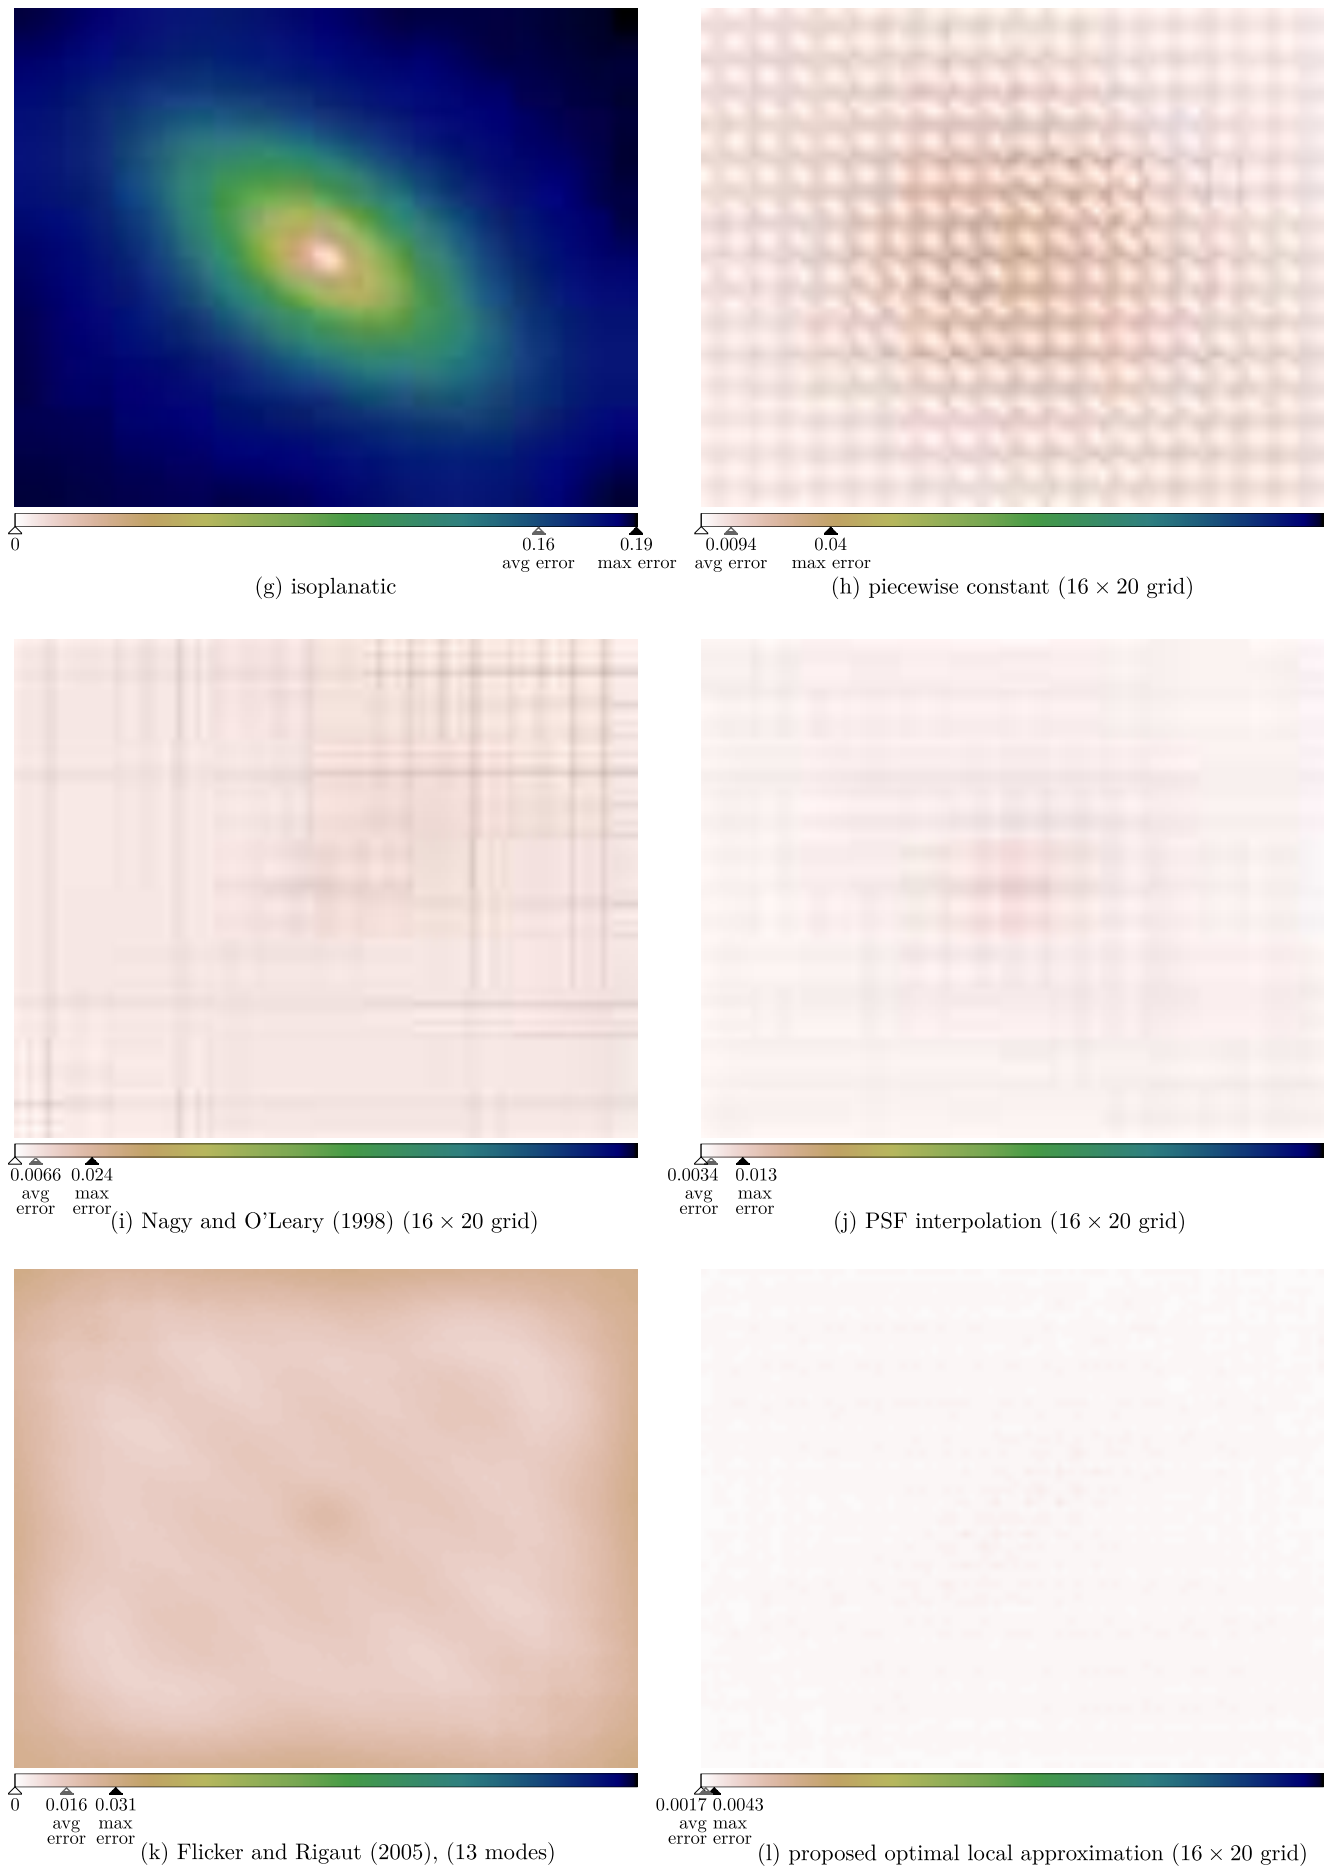 0 0.16 0.19
avg error max error
(g) isoplanatic
0.0094 0.04
avg error max error
(h) piecewise constant (16 × 20 grid)
0.0066 0.024
avg max
error error
(i) Nagy and O'Leary (1998) (16 × 20 grid)
0.0034 0.013
avg max
error error
(j) PSF interpolation (16 × 20 grid)
0 0.016 0.031
avg max
error error
(k) Flicker and Rigaut (2005), (13 modes)
0.0017 0.0043
avg max
error error
(l) proposed optimal local approximation (16 × 20 grid)